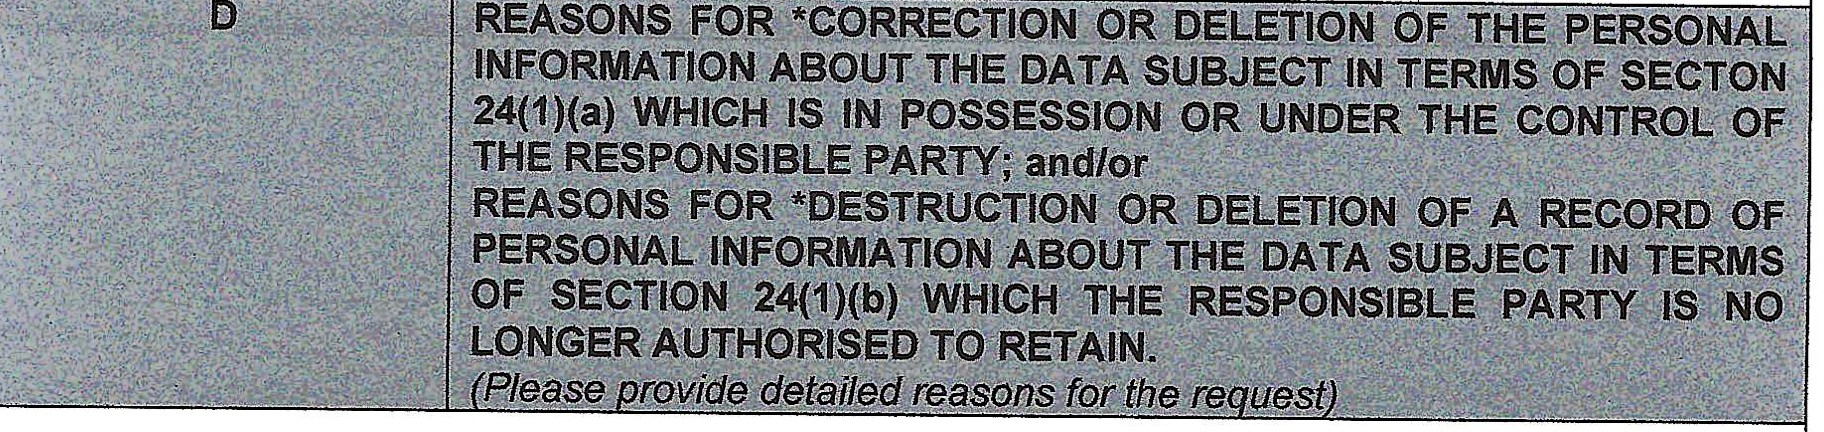 D
REASONS FOR *CORRECTION OR DELETION OF THE PERSONAL
INFORMATION ABOUT THE DATA SUBJECT IN TERMS OF SECTON
24(1)(a) WHICH IS IN POSSESSION OR UNDER THE CONTROL OF
THE RESPONSIBLE PARTY; and/or
REASONS FOR *DESTRUCTION OR DELETION OF A RECORD OF
PERSONAL INFORMATION ABOUT THE DATA SUBJECT IN TERMS
OF SECTION 24(1)(b) WHICH THE RESPONSIBLE PARTY IS NO
LONGER AUTHORISED TO RETAIN.
(Please provide detailed reasons for the request)